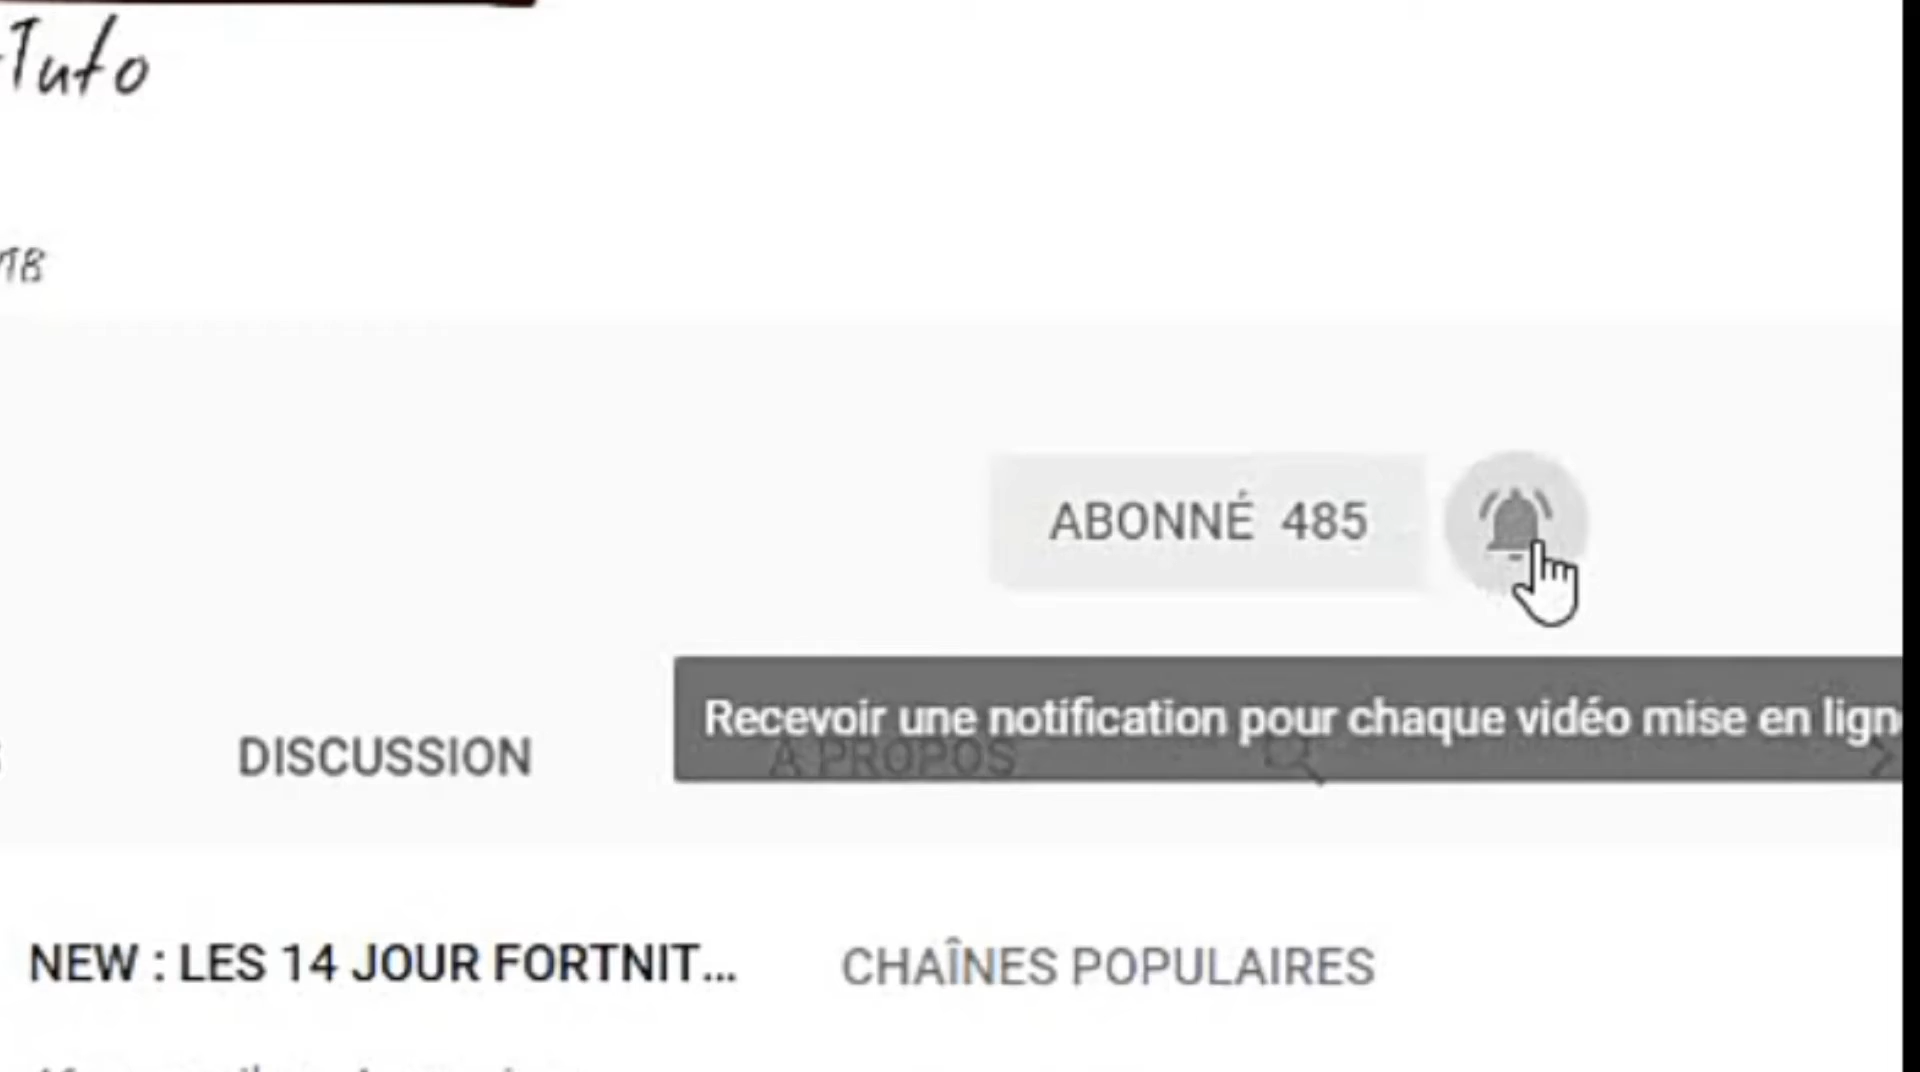 Tuto
ABONNÉ 485
Recevoir une notification pour chaque vidéo mise en lign
DISCUSSION
À PROPOS
NEW : LES 14 JOUR FORTNIT...
CHAÎNES POPULAIRES